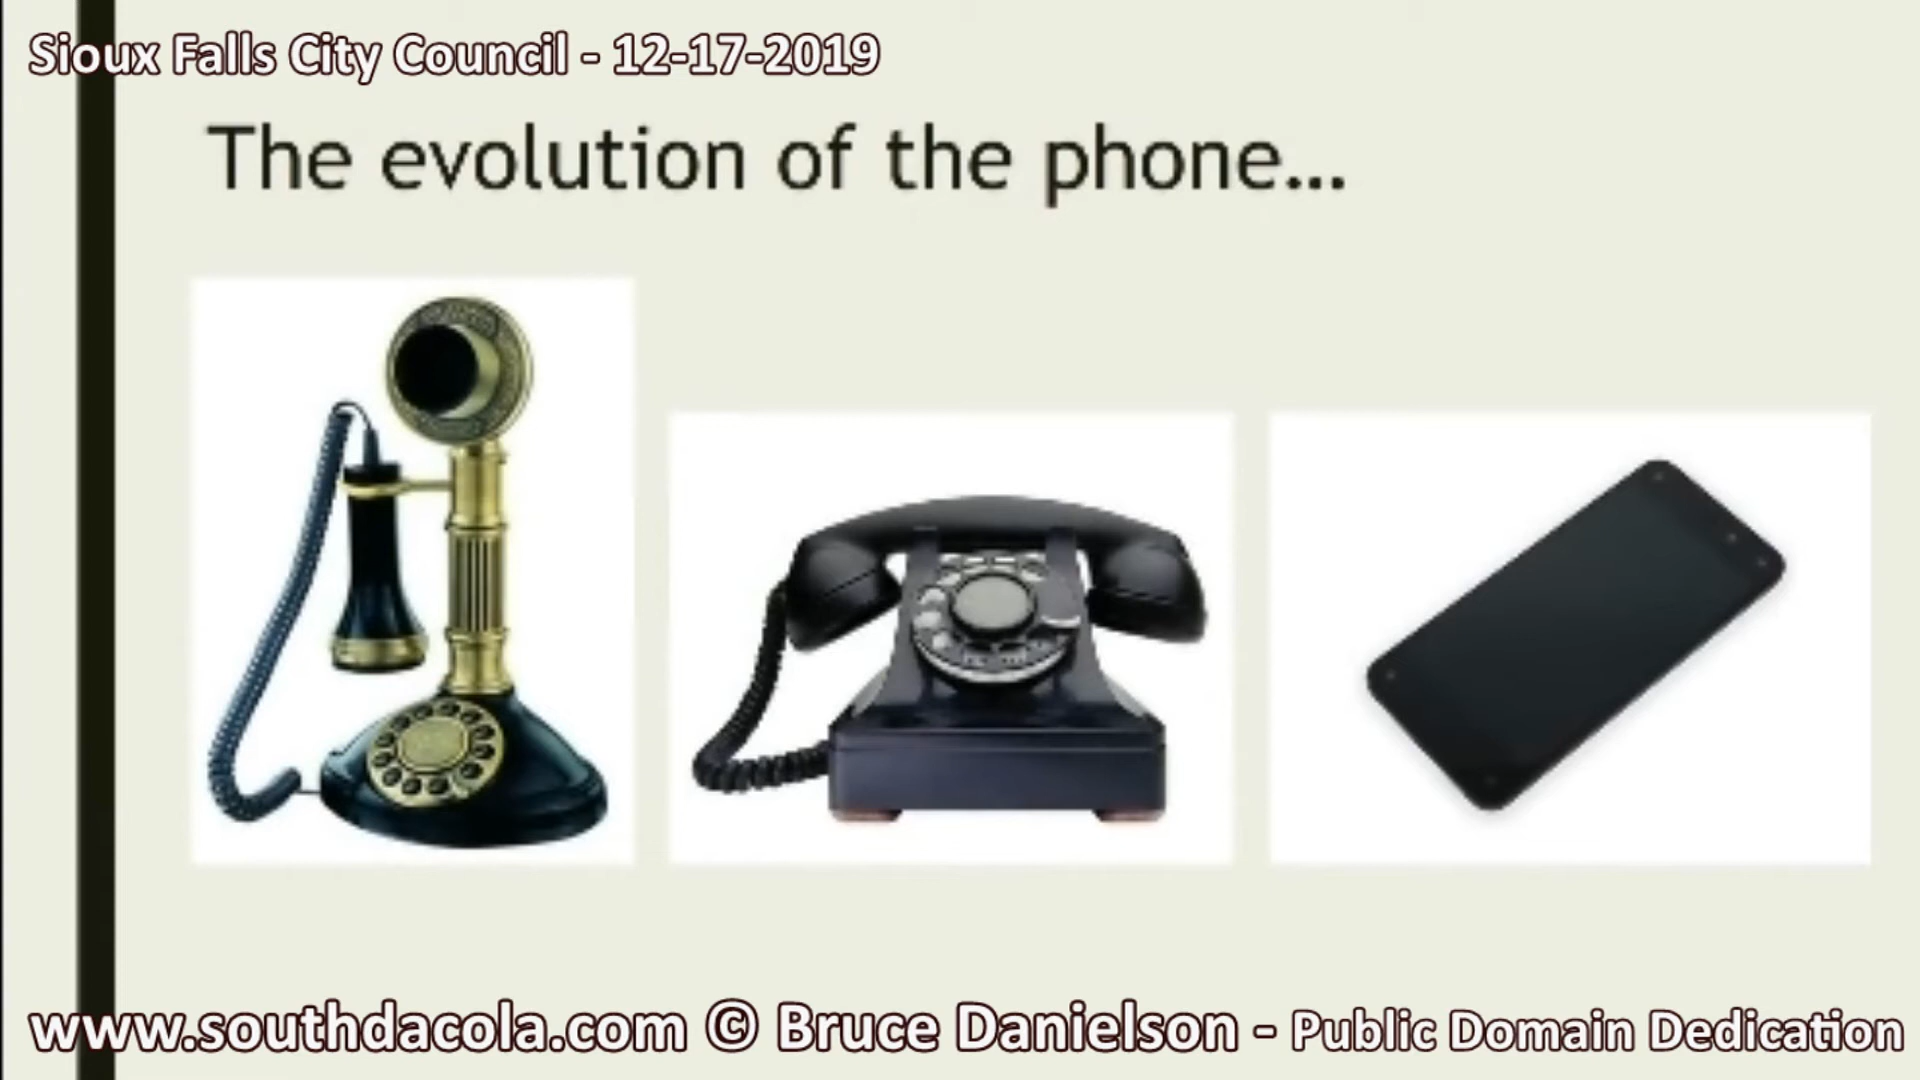 Sioux Falls City Council - 12-17-2019
The evolution of the phone...
www.southdacola.com © Bruce Danielson - Public Domain Dedication